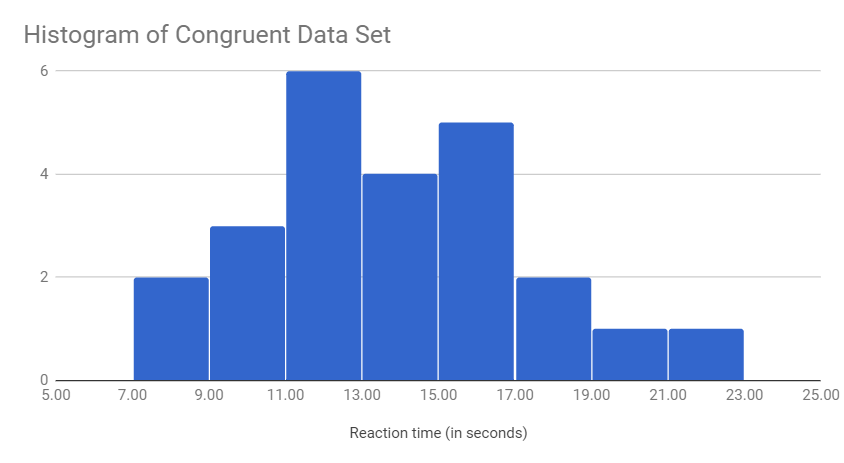 Histogram of Congruent Data Set
6
4
2
0
5.00 7.00 9.00 11.00 13.00 15.00 17.00 19.00 21.00 23.00 25.00
Reaction time (in seconds)